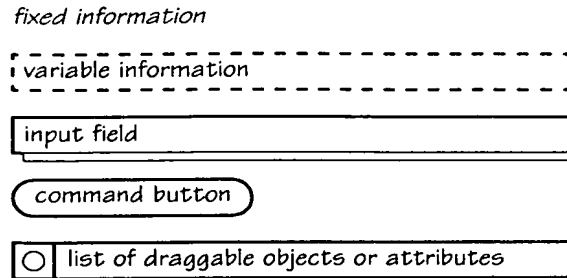 fixed information
variable information
input field
command button
list of draggable objects or attributes